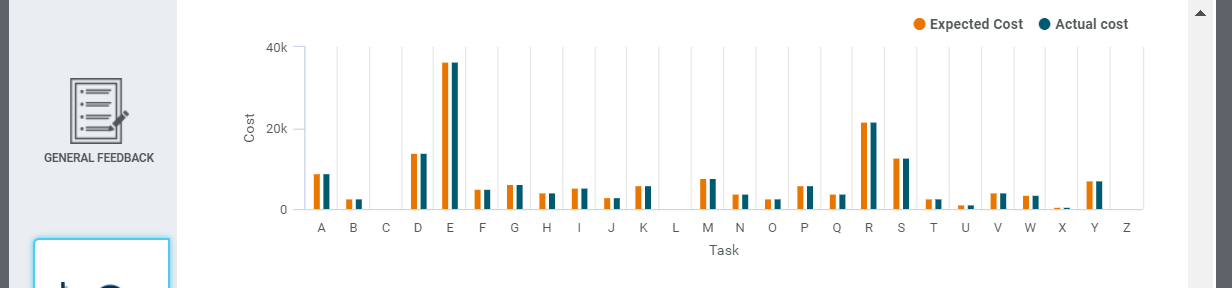 Expected Cost Actual cost
40k
20k
0
Cost
A B C D E F G H I J K L M N O P Q R S T U V W X Y Z
Task
GENERAL FEEDBACK